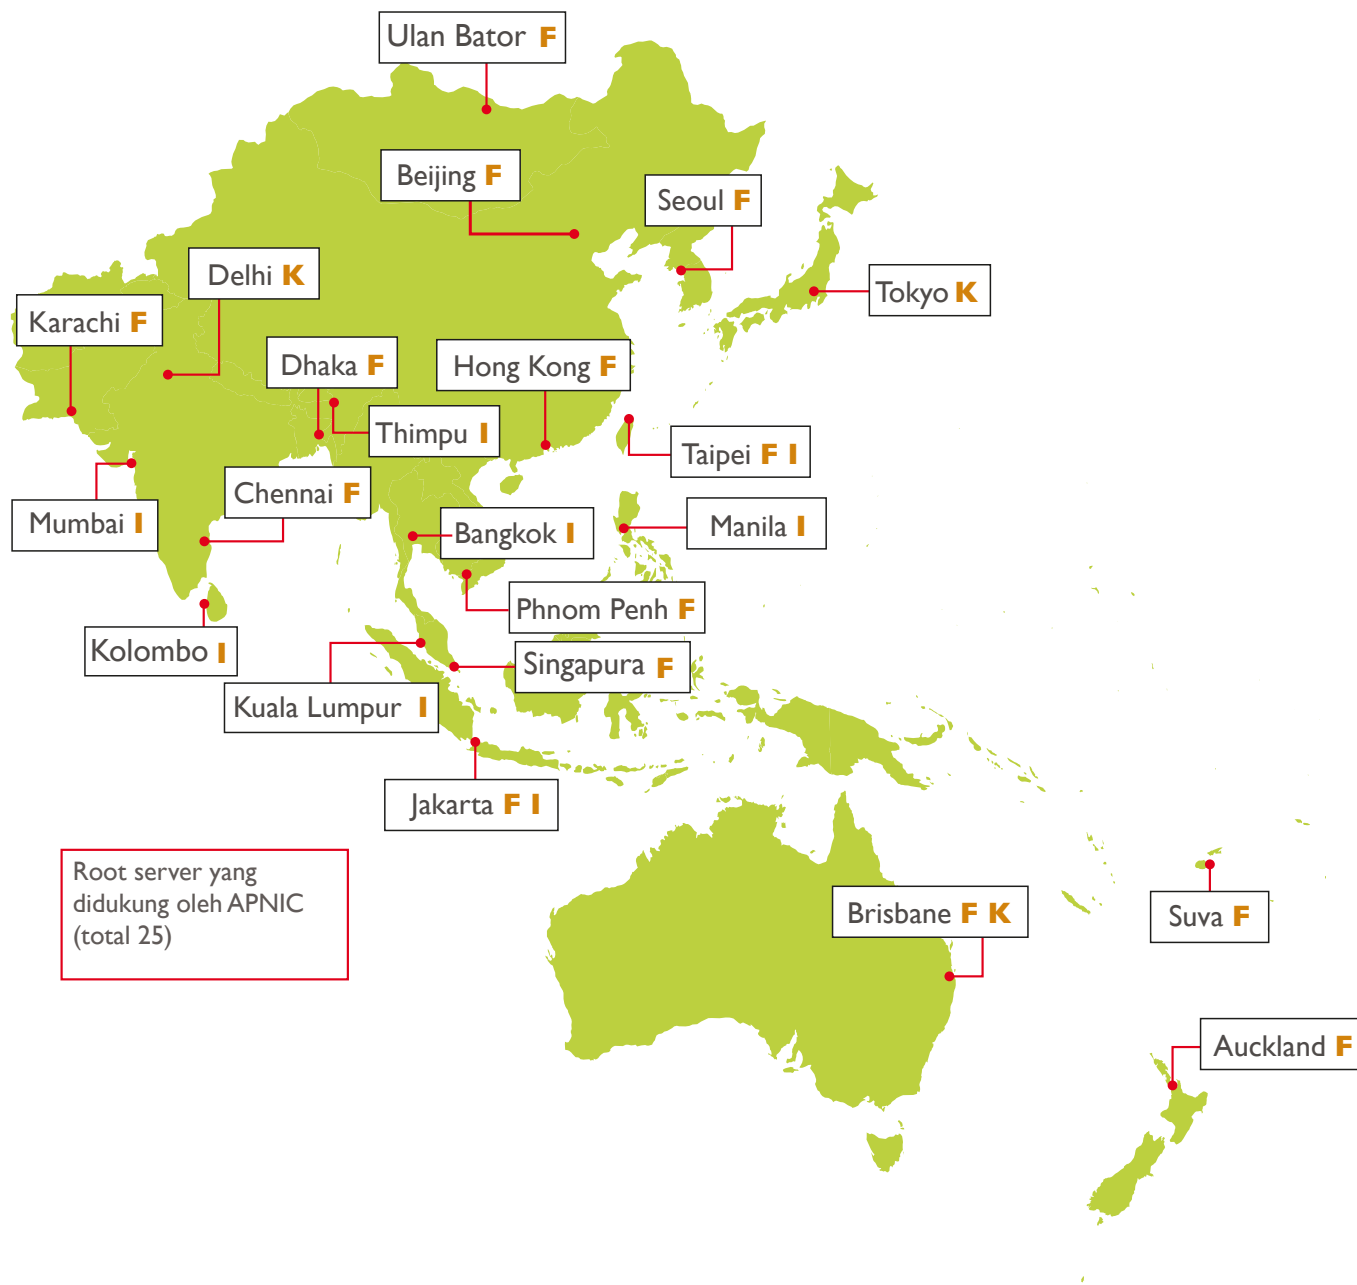 Ulan Bator F
Beijing F
Seoul F
Delhi K
Tokyo K
Karachi F
Dhaka F
Hong Kong F
Thimpu I
Taipei F I
Chennai F
Mumbai I
Bangkok I
Manila I
Phnom Penh F
Kolombo I
Singapura F
Kuala Lumpur I
Jakarta F I
Root server yang
didukung oleh APNIC
(total 25)
Brisbane F K
Suva F
Auckland F